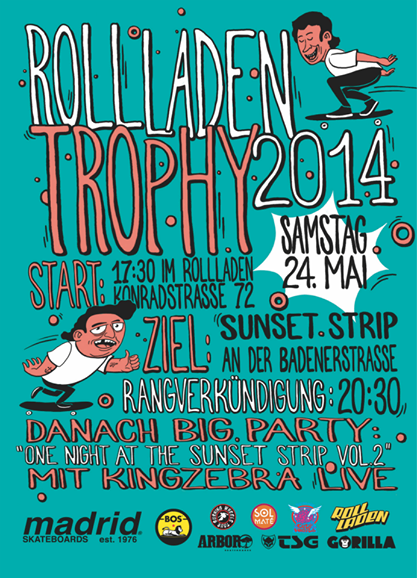 ROLLLADEN
TROPHY 2014
SAMSTAG
24. MAI
START: 17:30 IM ROLLLADEN
KONRADSTRASSE 72
ZIEL: SUNSET. STRIP
AN DER BADENERSTRASSE
RANGVERKÜNDIGUNG: 20:30
DANACH BIG PARTY:
"ONE NIGHT AT THE SUNSET STRIP VOL.2"
MIT KINGZEBRA LIVE
madrid®
SKATEBOARDS est. 1976
BOS
SOL MATE
ROLL LADEN
ARBOR
TSG
GORILLA